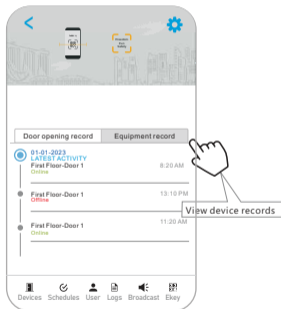 Door opening record Equipment record
01-01-2023
LATEST ACTIVITY
First Floor-Door 1 8:20 AM
Online
First Floor-Door 1 13:10 PM
Offline
View device records
11:20 AM
First Floor-Door 1
Online
Devices Schedules User Logs Broadcast Ekey